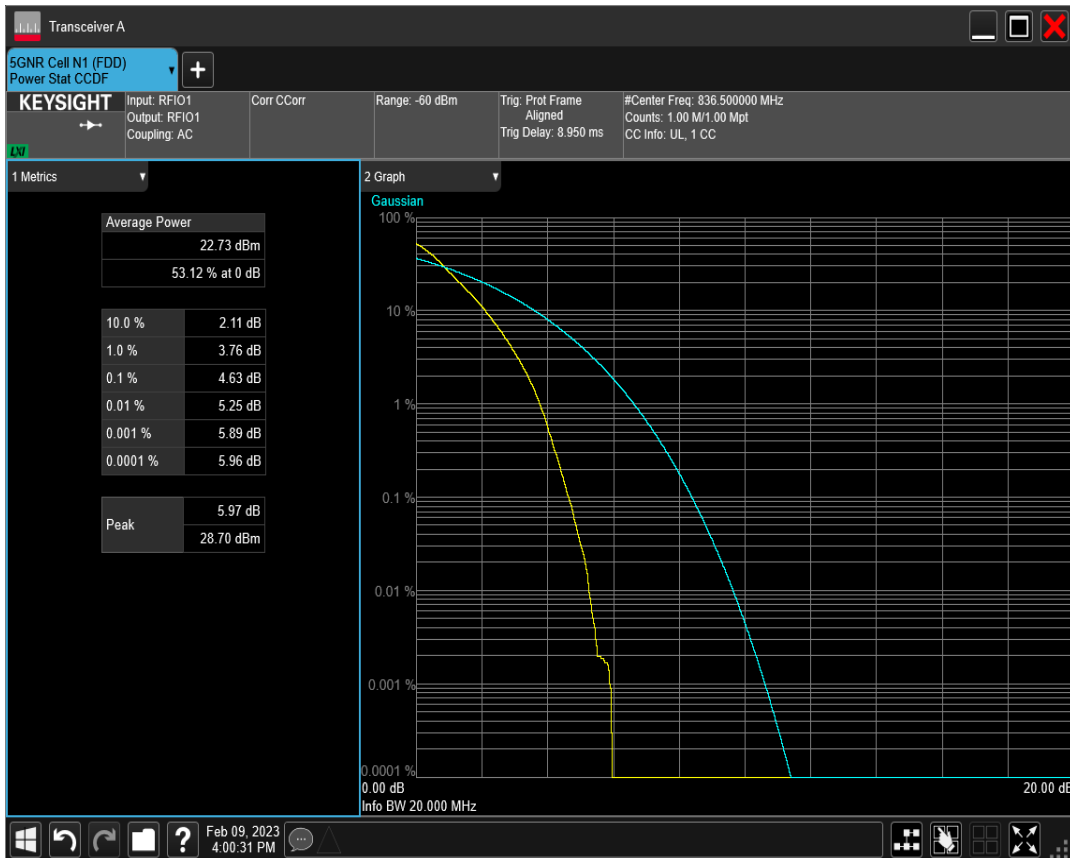 Transceiver A
5GNR Cell N1 (FDD)
Power Stat CCDF
KEYSIGHT
LXI
Input: RFIO1
Output: RFIO1
Coupling: AC
Corr CCorr
Range: -60 dBm
Trig: Prot Frame
Aligned
Trig Delay: 8.950 ms
#Center Freq: 836.500000 MHz
Counts: 1.00 M/1.00 Mpt
CC Info: UL, 1 CC
1 Metrics
Average Power
22.73 dBm
53.12 % at 0 dB
10.0 % 2.11 dB
1.0 % 3.76 dB
0.1 % 4.63 dB
0.01 % 5.25 dB
0.001 % 5.89 dB
0.0001 % 5.96 dB
Peak 5.97 dB
28.70 dBm
2 Graph
Gaussian
100 %
10 %
1 %
0.1 %
0.01 %
0.001 %
0.0001 %
0.00 dB 20.00 dB
Info BW 20.000 MHz
Feb 09, 2023
4:00:31 PM